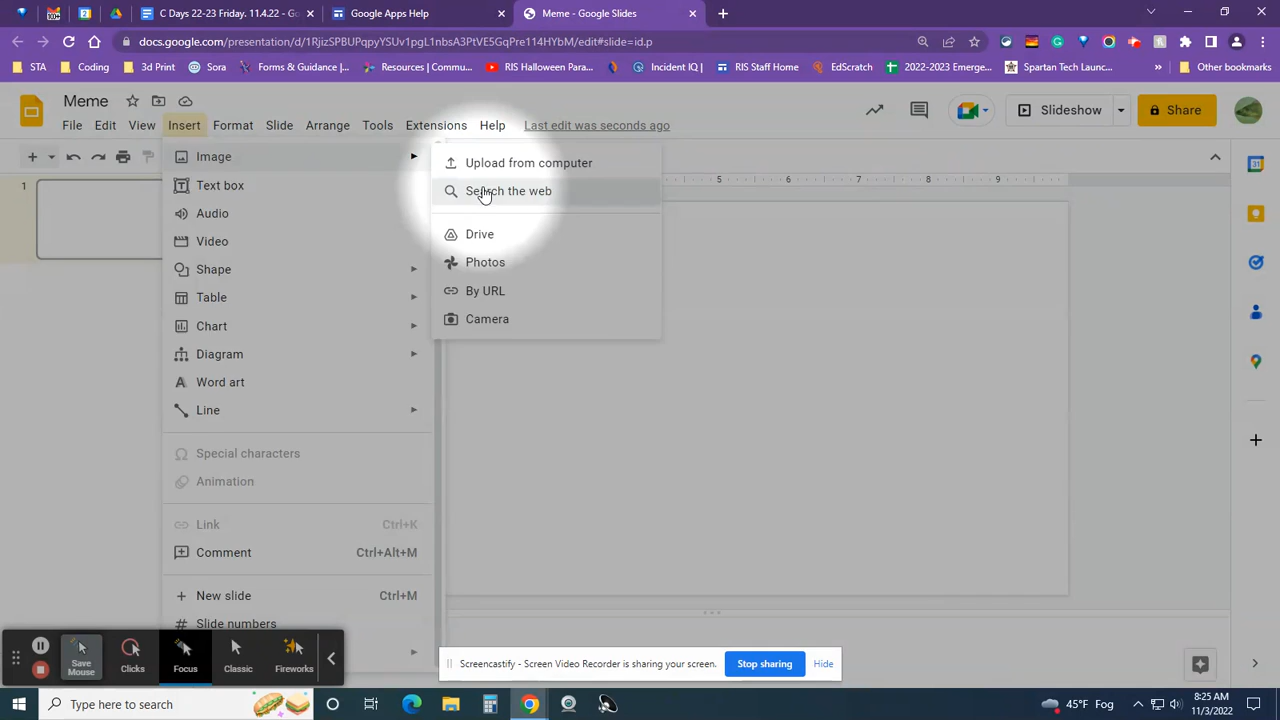 C Days 22-23 Friday. 11.4.22 - G
Google Apps Help
Meme - Google Slides
docs.google.com/presentation/d/1RjizSPBUPqpyYSUv1pgL1nbsA3PtVE5GqPre114HYbM/edit#slide=id.p
STA
Coding
3d Print
Sora
Forms & Guidance |...
Resources | Commu...
RIS Halloween Para...
Incident IQ |
RIS Staff Home
EdScratch
2022-2023 Emerge...
Spartan Tech Launc...
»
Other bookmarks
Meme
Slideshow
Share
File Edit View Insert Format Slide Arrange Tools Extensions Help Last edit was seconds ago
Image
Upload from computer
Text box
Search the web
Audio
Drive
Video
Photos
Shape
By URL
Table
Camera
Chart
Diagram
Word art
Line
Special characters
Animation
Link Ctrl+K
Comment Ctrl+Alt+M
New slide Ctrl+M
Slide numbers
1
5 6 7 8 9
Save Mouse
Clicks
Focus
Classic
Fireworks
Screencastify - Screen Video Recorder is sharing your screen.
Stop sharing
Hide
Type here to search
45°F Fog
8:25 AM
11/3/2022